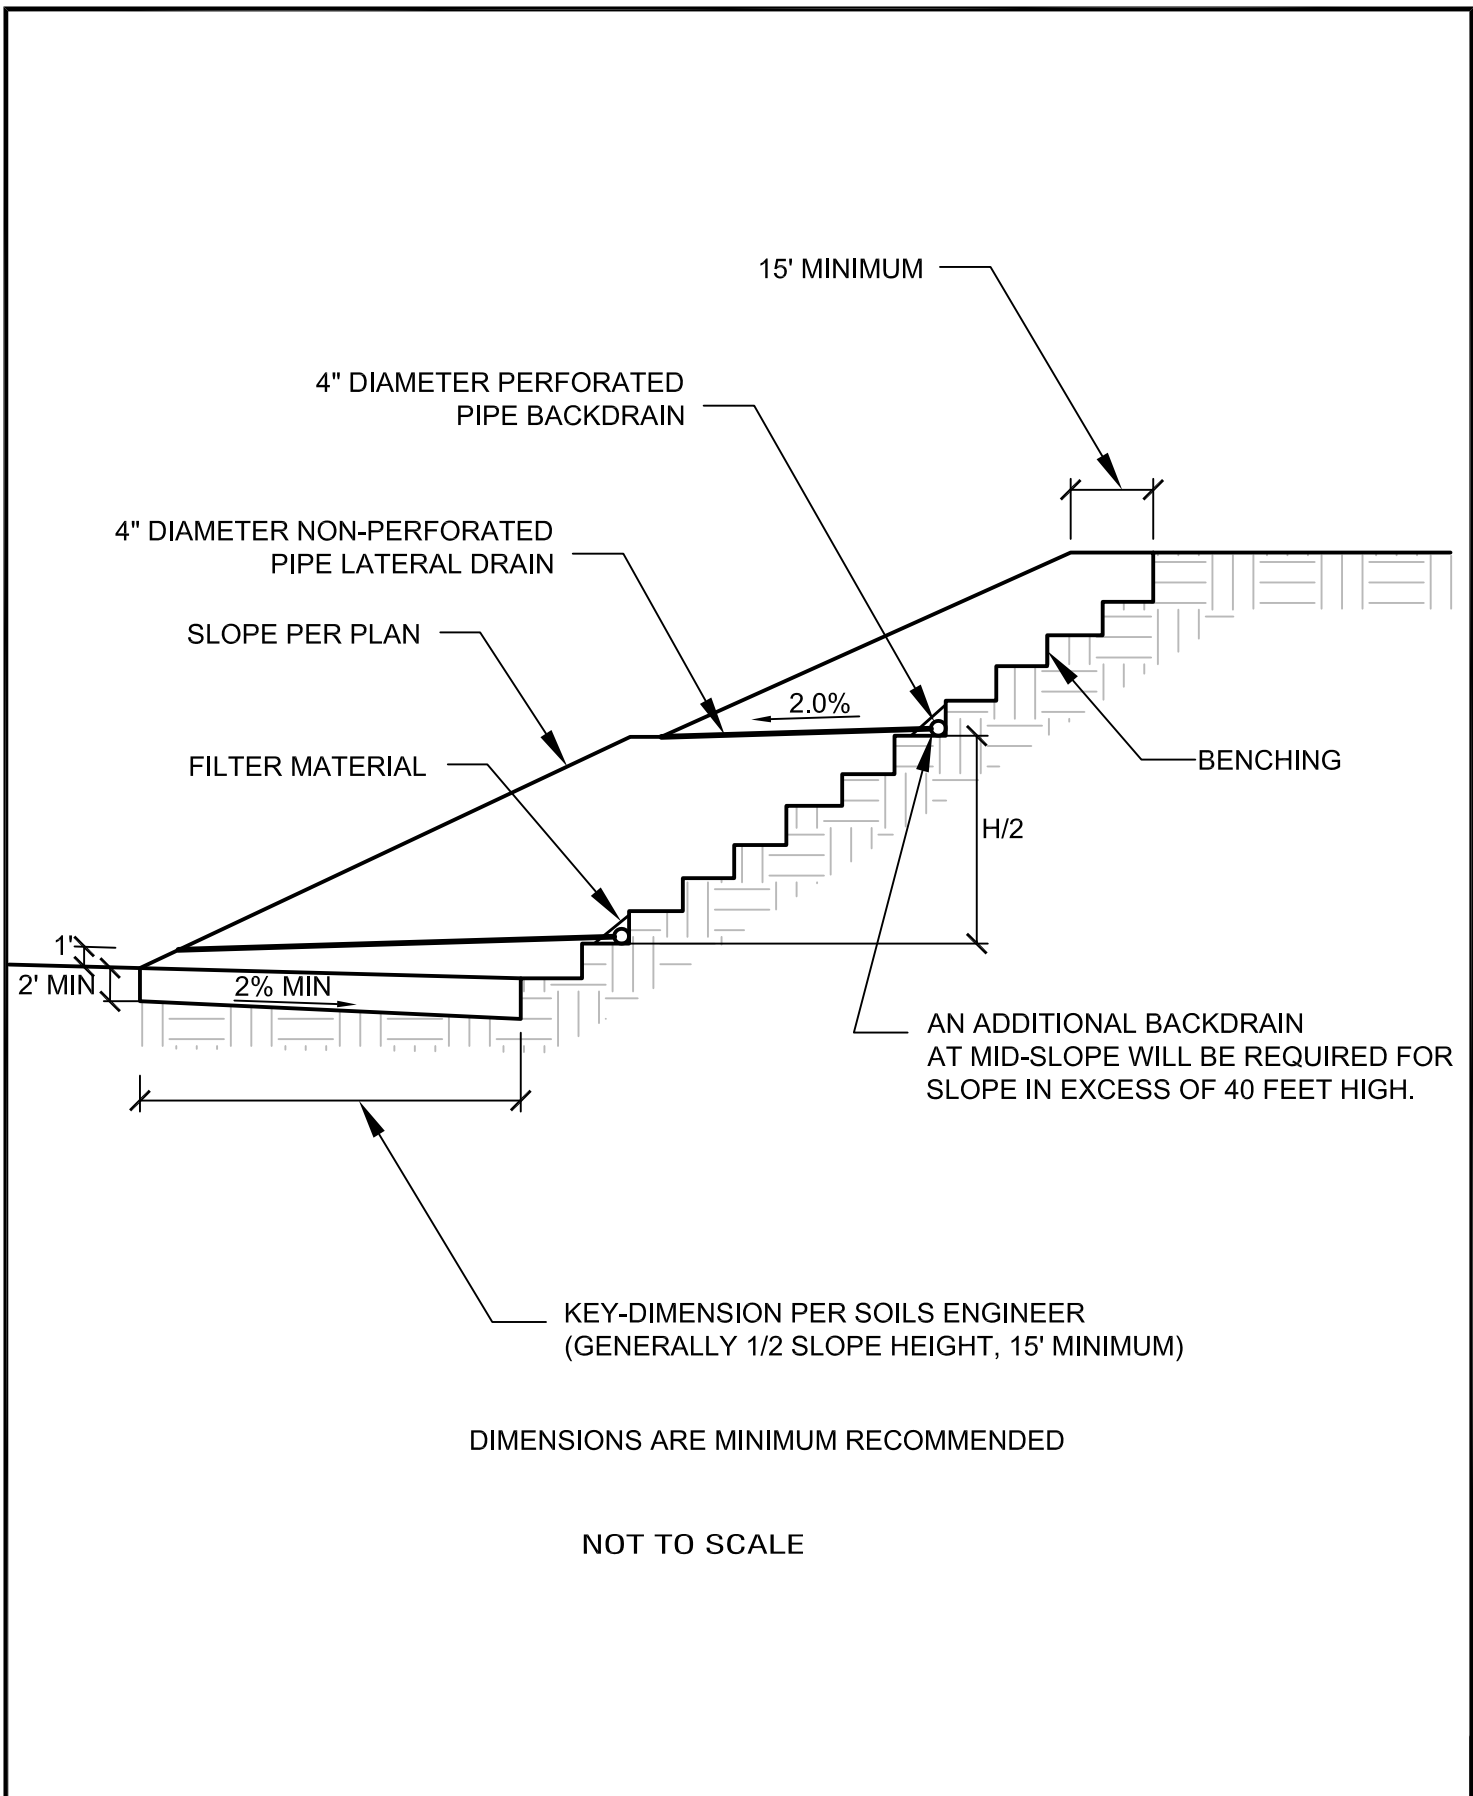 15' MINIMUM
4" DIAMETER PERFORATED
PIPE BACKDRAIN
4" DIAMETER NON-PERFORATED
PIPE LATERAL DRAIN
SLOPE PER PLAN
2.0%
FILTER MATERIAL
BENCHING
H/2
1'
2' MIN
2% MIN
AN ADDITIONAL BACKDRAIN
AT MID-SLOPE WILL BE REQUIRED FOR
SLOPE IN EXCESS OF 40 FEET HIGH.
KEY-DIMENSION PER SOILS ENGINEER
(GENERALLY 1/2 SLOPE HEIGHT, 15' MINIMUM)
DIMENSIONS ARE MINIMUM RECOMMENDED
NOT TO SCALE